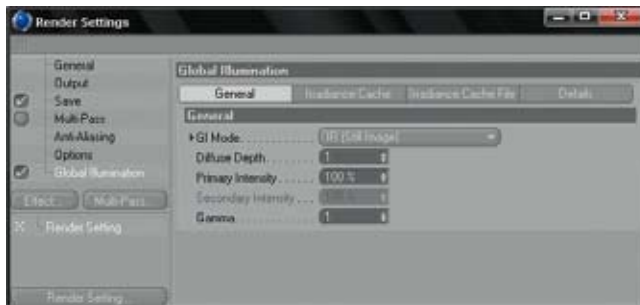 Render Settings
General
Output
Save
Multi-Pass
Anti-Aliasing
Options
Global Illumination
Effect... Multi-Pass...
Render Setting
Render Setting...
Global Illumination
General Irradiance Cache Irradiance Cache File Details
General
GI Mode IR (Still Image)
Diffuse Depth 1
Primary Intensity 100 %
Secondary Intensity 100 %
Gamma 1